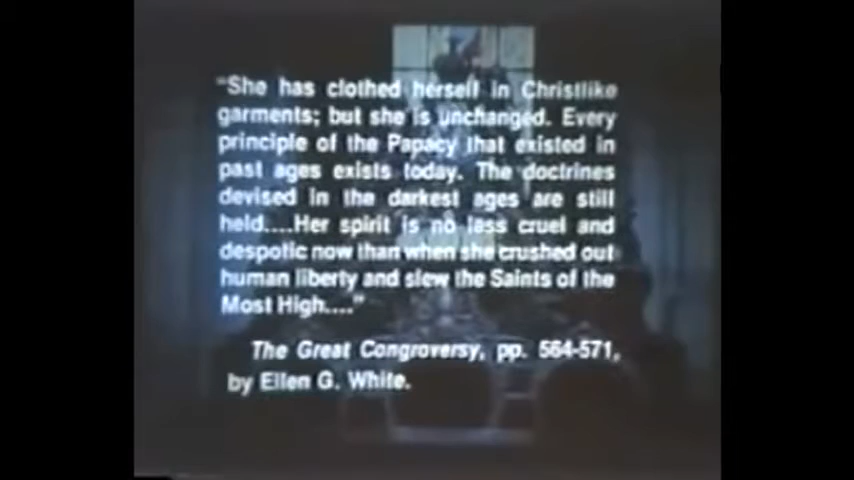 “She has clothed herself in Christlike
garments; but she is unchanged. Every
principle of the Papacy that existed in
past ages exists today. The doctrines
devised in the darkest ages are still
held....Her spirit is no less cruel and
despotic now than when she crushed out
human liberty and slew the Saints of the
Most High....”
The Great Congroversy, pp. 564-571,
by Ellen G. White.